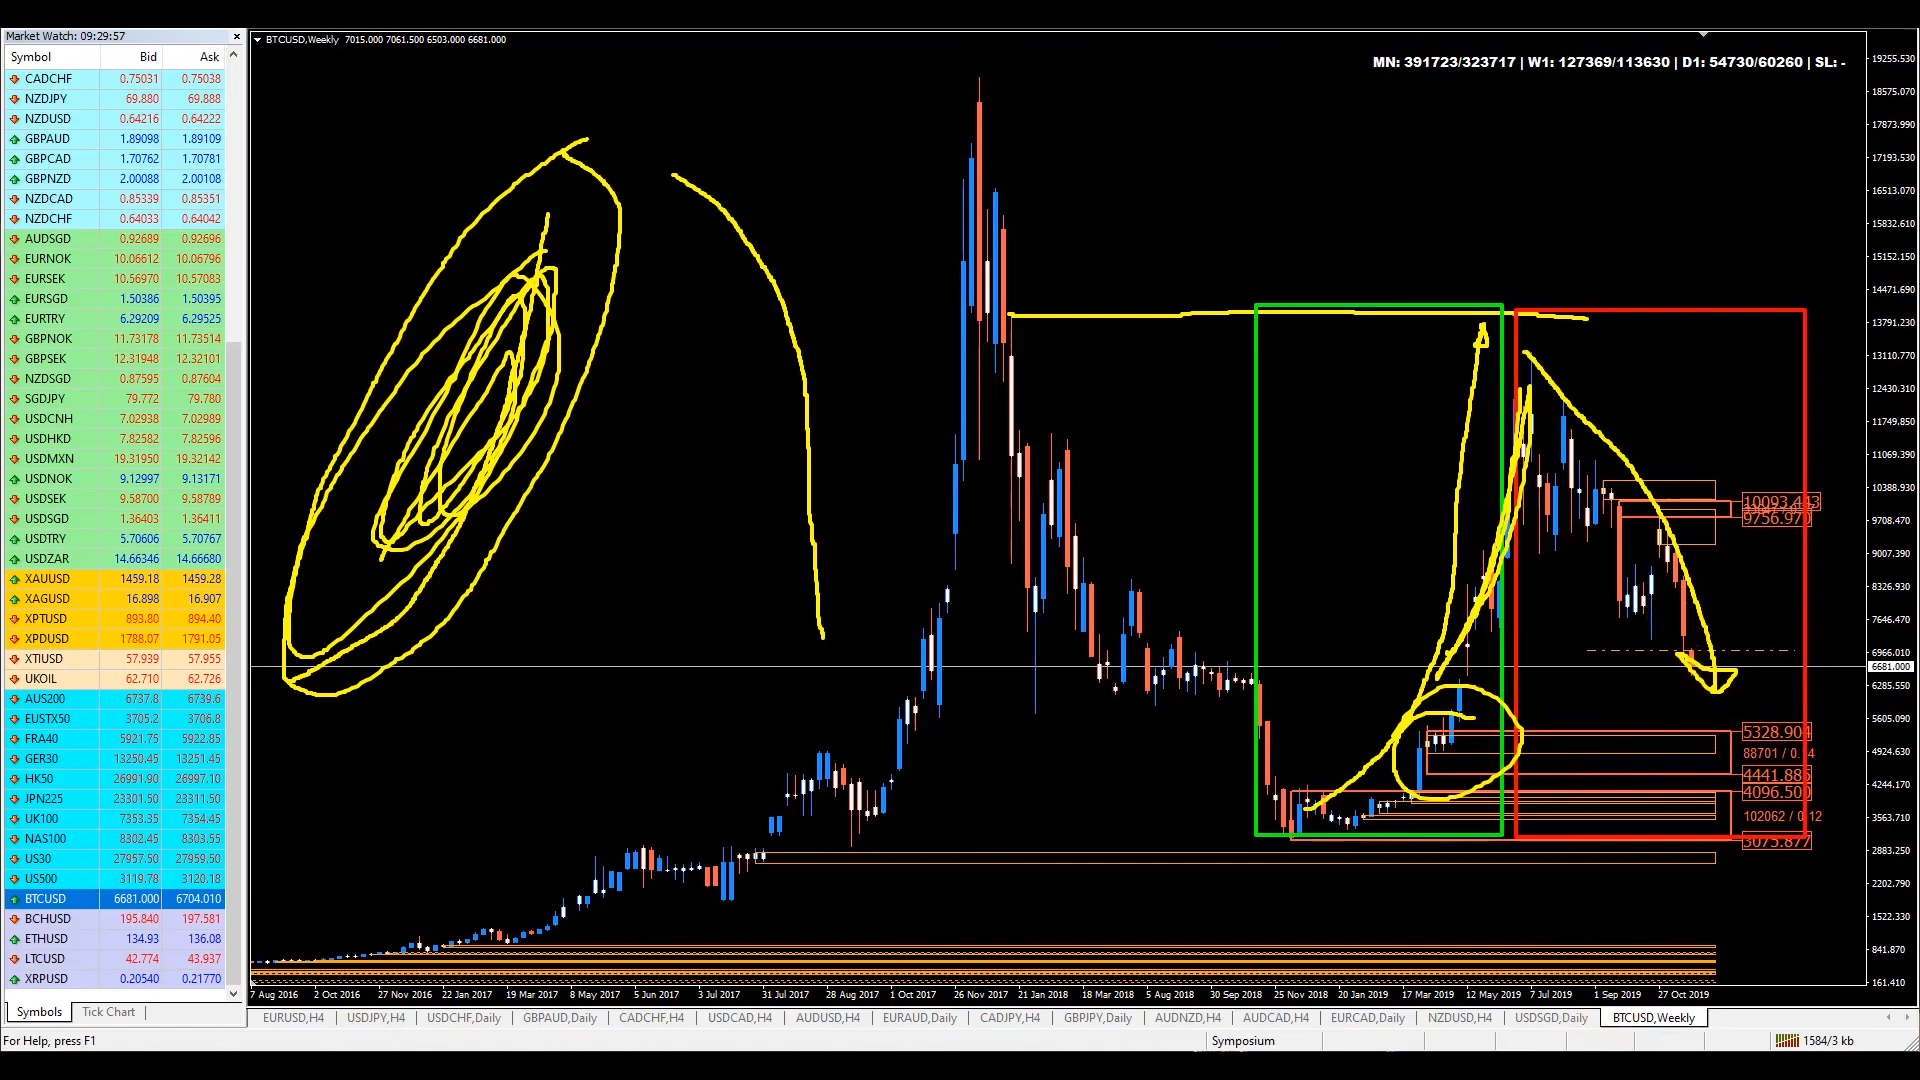 Market Watch: 09:29:57
Symbol Bid Ask
CADCHF 0.75031 0.75038
NZDJPY 69.880 69.888
NZDUSD 0.64216 0.64222
GBPAUD 1.89098 1.89109
GBPCAD 1.70762 1.70781
GBPNZD 2.00088 2.00108
NZDCAD 0.85339 0.85351
NZDCHF 0.64033 0.64042
AUDSGD 0.92689 0.92696
EURNOK 10.06612 10.06796
EURSEK 10.56970 10.57083
EURSGD 1.50386 1.50395
EURTRY 6.29209 6.29525
GBPNOK 11.73178 11.73514
GBPSEK 12.31948 12.32101
NZDSGD 0.87595 0.87604
SGDJPY 79.772 79.780
USDCNH 7.02938 7.02989
USDHKD 7.82582 7.82596
USDMXN 19.31950 19.32142
USDNOK 9.12997 9.13171
USDSEK 9.58700 9.58789
USDSGD 1.36403 1.36411
USDTRY 5.70606 5.70767
USDZAR 14.66346 14.66680
XAUUSD 1459.18 1459.28
XAGUSD 16.898 16.907
XPTUSD 893.80 894.40
XPDUSD 1788.07 1791.05
XTIUSD 57.939 57.955
UKOIL 62.710 62.726
AUS200 6737.8 6739.6
EUSTX50 3705.2 3706.8
FRA40 5921.75 5922.85
GER30 13250.45 13251.45
HK50 26991.90 26997.10
JPN225 23301.50 23311.50
UK100 7353.35 7354.45
NAS100 8302.45 8303.55
US30 27957.50 27959.50
US500 3119.78 3120.18
BTCUSD 6681.000 6704.010
BCHUSD 195.840 197.581
ETHUSD 134.93 136.08
LTCUSD 42.774 43.937
XRPUSD 0.20540 0.21770
Symbols Tick Chart
For Help, press F1
BTCUSD,Weekly 7015.000 7061.500 6503.000 6681.000
MN: 391723/323717 | W1: 127369/113630 | D1: 54730/60260 | SL: -
19255.530
18575.070
17873.990
17193.530
16513.070
15832.610
15152.150
14471.690
13791.230
13110.770
12430.310
11749.850
11069.390
10388.930
9708.470
9007.390
8326.930
7646.470
6966.010
6681.000
6285.550
5605.090
4924.630
4244.170
3563.710
2883.250
2202.790
1522.330
841.870
161.410
10093.443
9756.970
5328.904
88701 /
4441.885
4096.500
102062 / 0.12
3075.877
7 Aug 2016 2 Oct 2016 27 Nov 2016 22 Jan 2017 19 Mar 2017 8 May 2017 5 Jun 2017 3 Jul 2017 31 Jul 2017 28 Aug 2017 1 Oct 2017 26 Nov 2017 21 Jan 2018 18 Mar 2018 5 Aug 2018 30 Sep 2018 25 Nov 2018 20 Jan 2019 17 Mar 2019 12 May 2019 7 Jul 2019 1 Sep 2019 27 Oct 2019
EURUSD,H4 USDJPY,H4 USDCHF,Daily GBPAUD,Daily CADCHF,H4 USDCAD,H4 AUDUSD,H4 EURAUD,Daily CADJPY,H4 GBPJPY,Daily AUDNZD,H4 AUDCAD,H4 EURCAD,Daily NZDUSD,H4 USDSGD,Daily BTCUSD,Weekly
Symposium
1584/3 kb